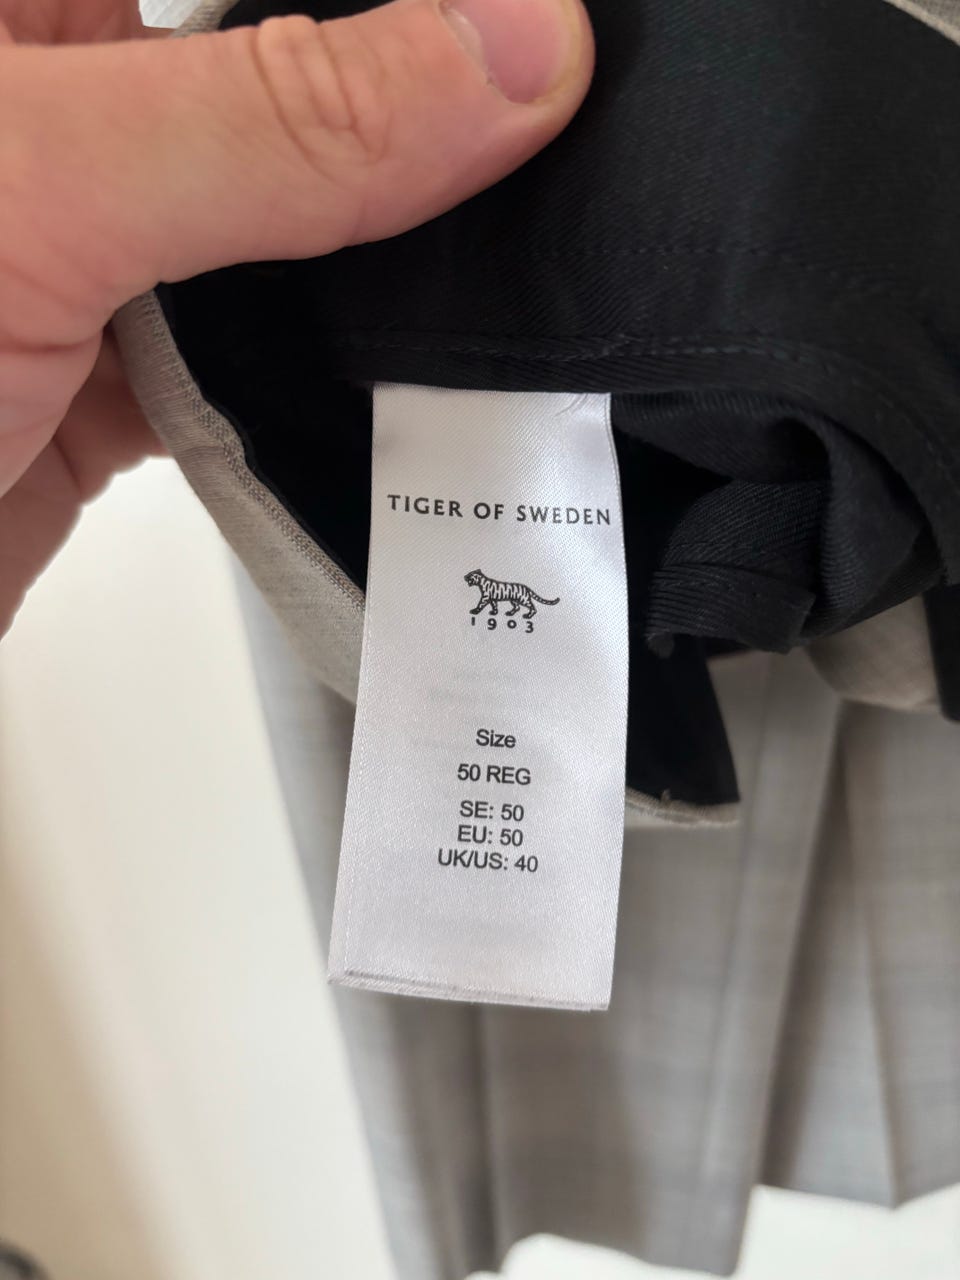 TIGER OF SWEDEN
1903
Size
50 REG
SE: 50
EU: 50
UK/US: 40